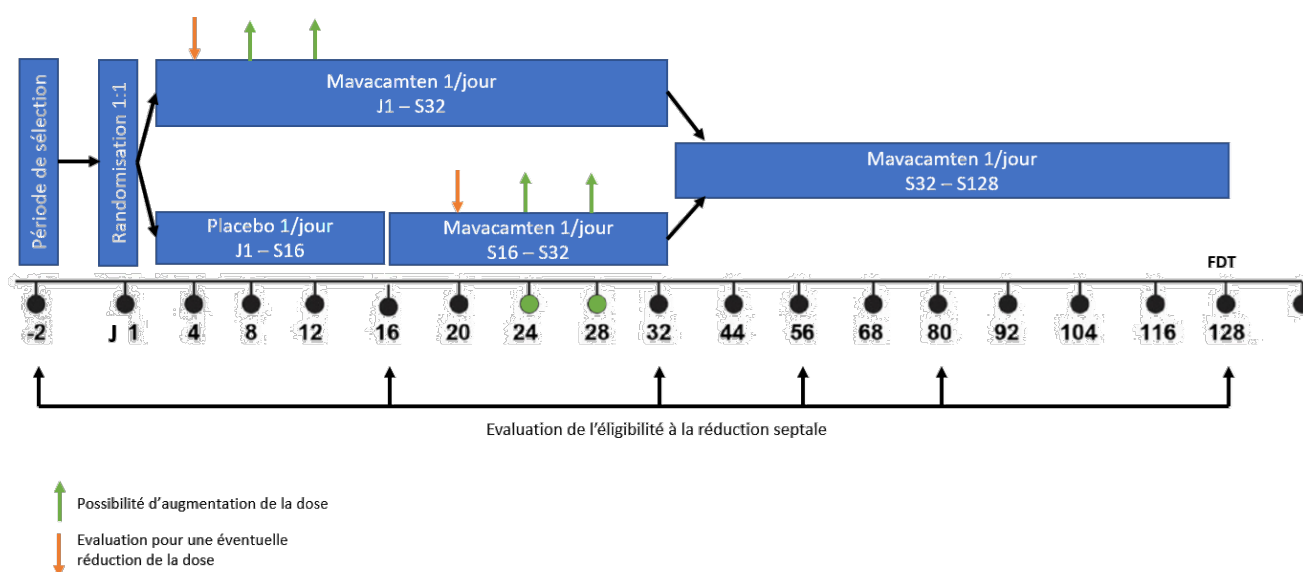 Période de sélection
Randomisation 1:1
Mavacamten 1/jour
J1 – S32
Mavacamten 1/jour
S32 – S128
Placebo 1/jour
J1 – S16
Mavacamten 1/jour
S16 – S32
FDT
-2 J 1 4 8 12 16 20 24 28 32 44 56 68 80 92 104 116 128
Evaluation de l'éligibilité à la réduction septale
Possibilité d'augmentation de la dose
Evaluation pour une éventuelle
réduction de la dose